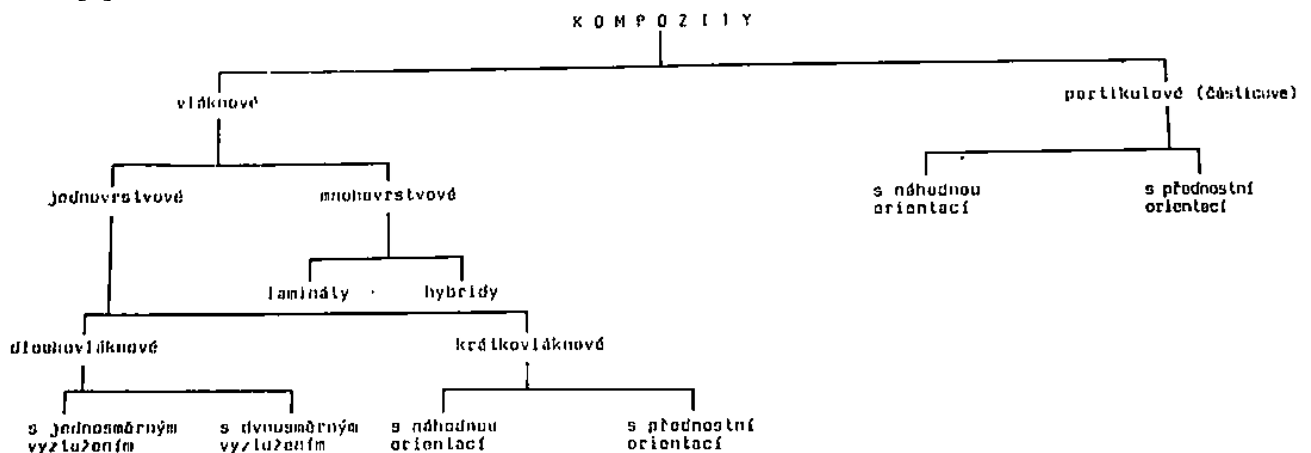 K O M P O Z I T Y
vláknové
partikulové (částicové)
jednovrstvové
mnohovrstvové
s náhodnou
orientací
s přednostní
orientací
lamináty
hybridy
dlouhovláknové
krátkovláknové
s jednosměrným
vyztužením
s dvousměrným
vyztužením
s náhodnou
orientací
s přednostní
orientací